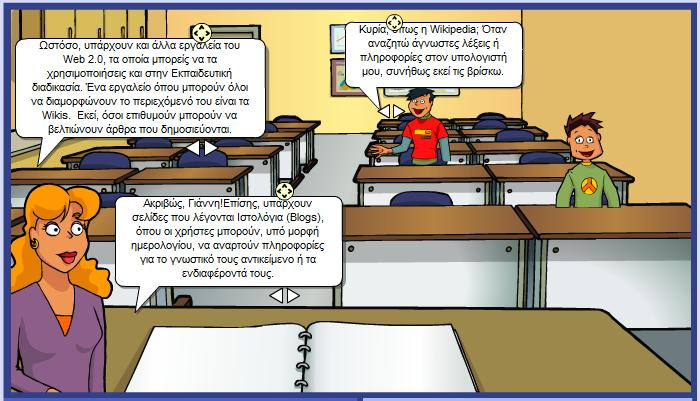 Ωστόσο, υπάρχουν και άλλα εργαλεία του
Web 2.0, τα οποία μπορείς να τα
χρησιμοποιήσεις και στην Εκπαιδευτική
διαδικασία. Ένα εργαλείο όπου μπορούν όλοι
να διαμορφώνουν το περιεχόμενό του είναι τα
Wikis.  Εκεί, όσοι επιθυμούν μπορούν να
βελτιώνουν άρθρα που δημοσιεύονται.
Κυρία, όπως η Wikipedia; Όταν
αναζητώ άγνωστες λέξεις ή
πληροφορίες στον υπολογιστή
μου, συνήθως εκεί τις βρίσκω.
Ακριβώς, Γιάννη!Επίσης, υπάρχουν
σελίδες που λέγονται Ιστολόγια (Blogs),
όπου οι χρήστες μπορούν, υπό μορφή
ημερολογίου, να αναρτούν πληροφορίες
για το γνωστικό τους αντικείμενο ή τα
ενδιαφέροντά τους.